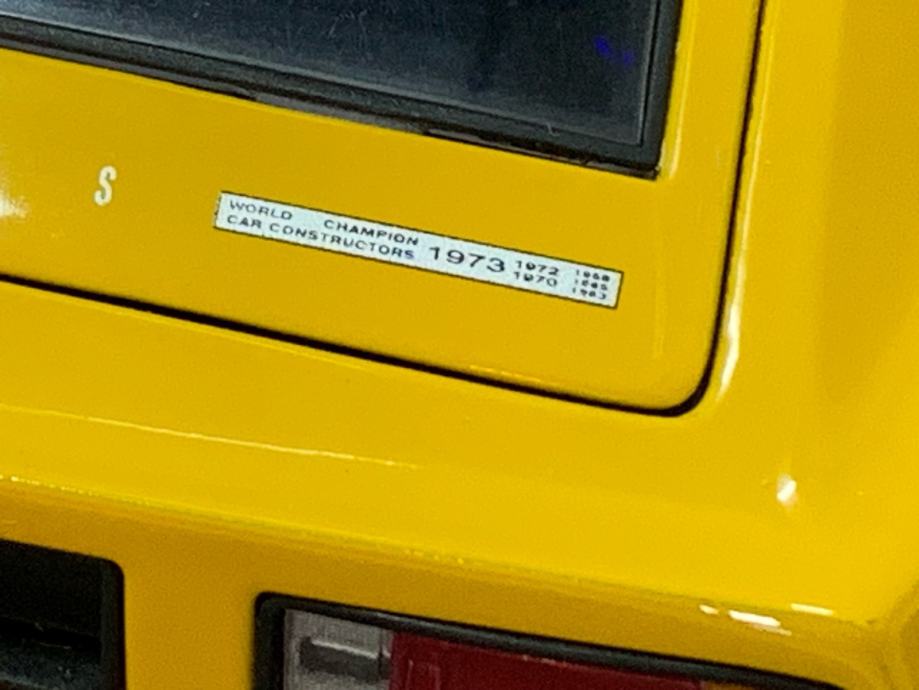 S
WORLD CHAMPION
CAR CONSTRUCTORS
1973
1972
1970
1968
1965
1963